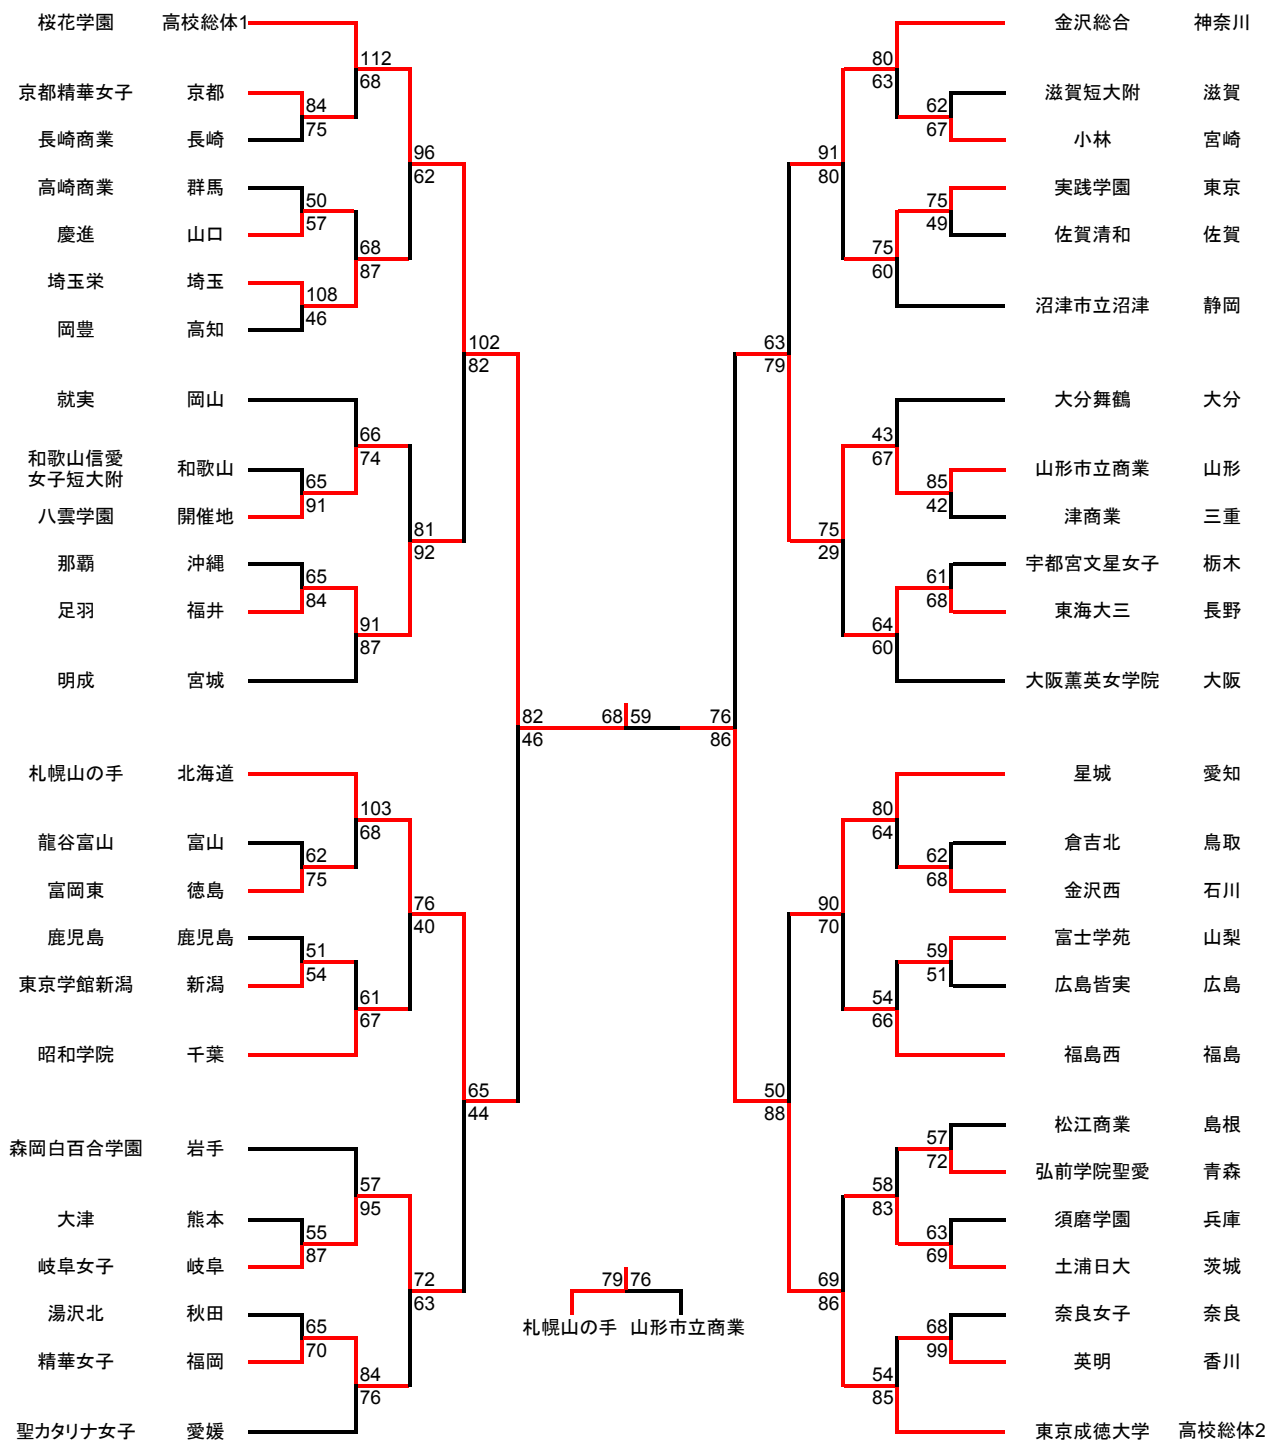 桜花学園 高校総体1
112
68
京都精華女子 京都
84
75
長崎商業 長崎
96
62
高崎商業 群馬
50
57
慶進 山口
68
87
埼玉栄 埼玉
108
46
岡豊 高知
102
82
就実 岡山
66
74
和歌山信愛
女子短大附 和歌山
65
91
八雲学園 開催地
81
92
那覇 沖縄
65
84
足羽 福井
91
87
明成 宮城
82
46
札幌山の手 北海道
103
68
龍谷富山 富山
62
75
富岡東 徳島
76
40
鹿児島 鹿児島
51
54
東京学館新潟 新潟
61
67
昭和学院 千葉
65
44
森岡白百合学園 岩手
57
95
大津 熊本
55
87
岐阜女子 岐阜
72
63
湯沢北 秋田
65
70
精華女子 福岡
84
76
聖カタリナ女子 愛媛
68 59
79 76
札幌山の手 山形市立商業
金沢総合 神奈川
80
63
滋賀短大附 滋賀
62
67
小林 宮崎
91
80
実践学園 東京
75
49
佐賀清和 佐賀
75
60
沼津市立沼津 静岡
63
79
大分舞鶴 大分
43
67
山形市立商業 山形
85
42
津商業 三重
75
29
宇都宮文星女子 栃木
61
68
東海大三 長野
64
60
大阪薫英女学院 大阪
76
86
星城 愛知
80
64
倉吉北 鳥取
62
68
金沢西 石川
90
70
富士学苑 山梨
59
51
広島皆実 広島
54
66
福島西 福島
50
88
松江商業 島根
57
72
弘前学院聖愛 青森
58
83
須磨学園 兵庫
63
69
土浦日大 茨城
69
86
奈良女子 奈良
68
99
英明 香川
54
85
東京成徳大学 高校総体2